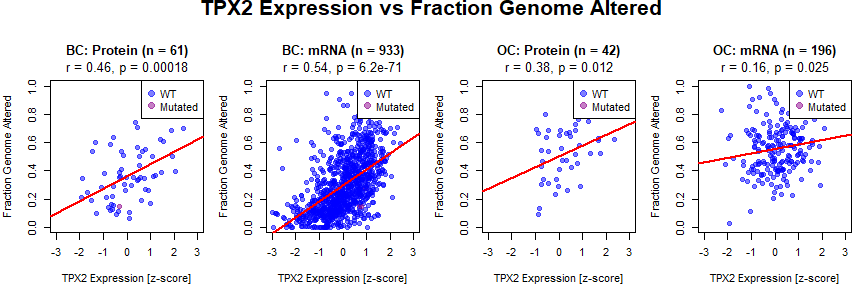 TPX2 Expression vs Fraction Genome Altered
BC: Protein (n = 61)
r = 0.46, p = 0.00018
WT
Mutated
Fraction Genome Altered
0.0 0.2 0.4 0.6 0.8 1.0
-3 -2 -1 0 1 2 3
TPX2 Expression [z-score]
BC: mRNA (n = 933)
r = 0.54, p = 6.2e-71
WT
Mutated
Fraction Genome Altered
0.0 0.2 0.4 0.6 0.8 1.0
-3 -2 -1 0 1 2 3
TPX2 Expression [z-score]
OC: Protein (n = 42)
r = 0.38, p = 0.012
WT
Mutated
Fraction Genome Altered
0.0 0.2 0.4 0.6 0.8 1.0
-3 -2 -1 0 1 2 3
TPX2 Expression [z-score]
OC: mRNA (n = 196)
r = 0.16, p = 0.025
WT
Mutated
Fraction Genome Altered
0.0 0.2 0.4 0.6 0.8 1.0
-3 -2 -1 0 1 2 3
TPX2 Expression [z-score]